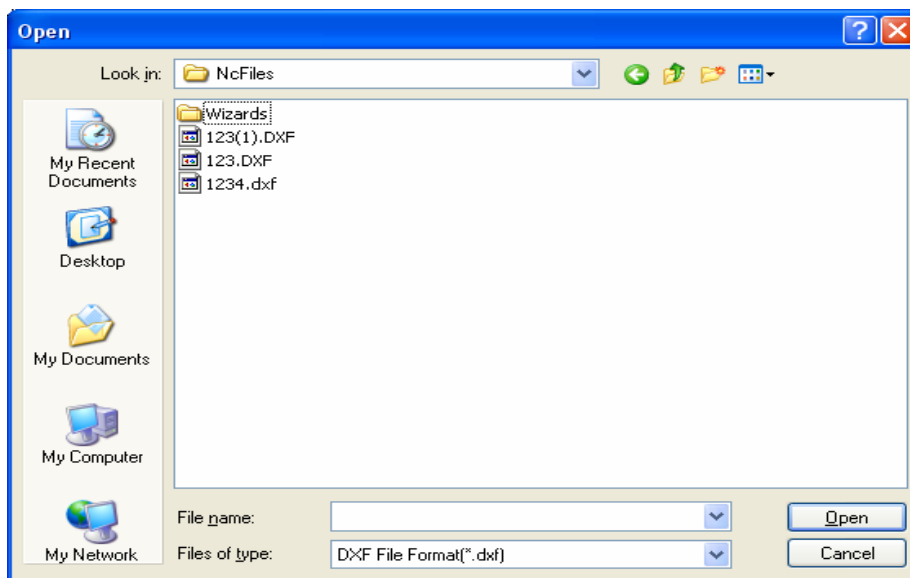 Open
Look in: NcFiles
Wizards
123(1).DXF
123.DXF
1234.dxf
My Recent
Documents
Desktop
My Documents
My Computer
My Network
File name:
Open
Files of type: DXF File Format(*.dxf)
Cancel